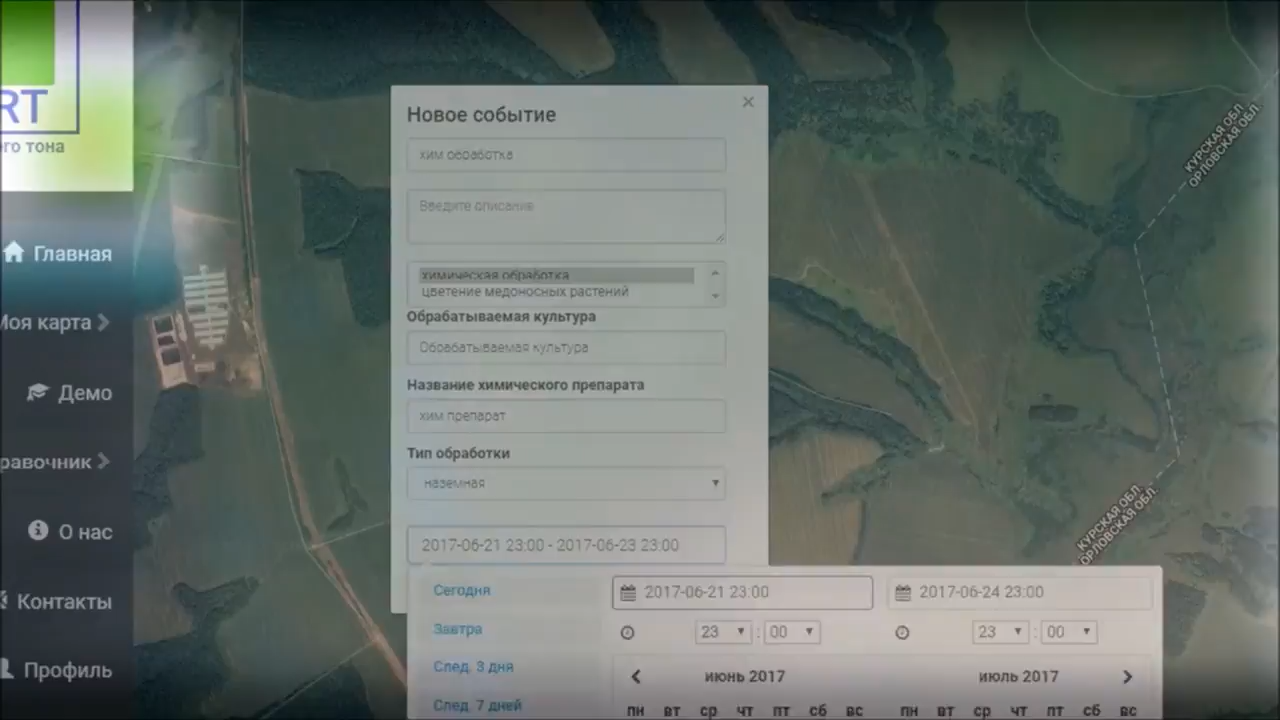 RT
ого тона
Главная
Моя карта
Демо
равочник
О нас
Контакты
Профиль
Новое событие
хим обработка
Введите описание
химическая обработка
цветение медоносных растений
Обрабатываемая культура
Обрабатываемая культура
Название химического препарата
хим препарат
Тип обработки
наземная
2017-06-21 23:00 - 2017-06-23 23:00
Сегодня
Завтра
След. 3 дня
След. 7 дней
2017-06-21 23:00
2017-06-24 23:00
23 : 00
23 : 00
июнь 2017
июль 2017
пн вт ср чт пт сб вс
пн вт ср чт пт сб вс
КУРСКАЯ ОБЛ.
ОРЛОВСКАЯ ОБЛ.
КУРСКАЯ ОБЛ.
ОРЛОВСКАЯ ОБЛ.